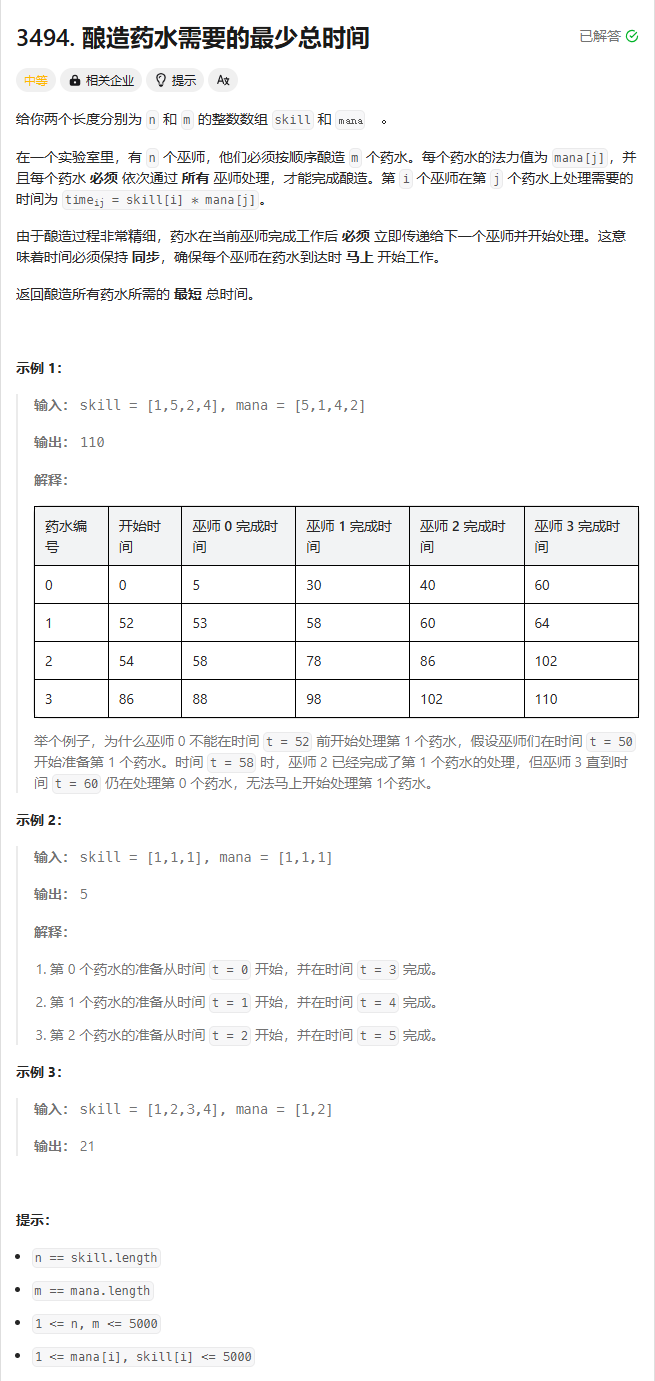 3494. 酿造药水需要的最少总时间
已解答
中等
相关企业
提示
Ax
给你两个长度分别为 n 和 m 的整数数组 skill 和 mana 。
在一个实验室里，有 n 个巫师，他们必须按顺序酿造 m 个药水。每个药水的法力值为 mana[j]，并
且每个药水 必须 依次通过 所有 巫师处理，才能完成酿造。第 i 个巫师在第 j 个药水上处理需要的
时间为 timeij = skill[i] * mana[j]。
由于酿造过程非常精细，药水在当前巫师完成工作后 必须 立即传递给下一个巫师并开始处理。这意
味着时间必须保持 同步，确保每个巫师在药水到达时 马上 开始工作。
返回酿造所有药水所需的 最短 总时间。
示例 1：
输入： skill = [1,5,2,4], mana = [5,1,4,2]
输出： 110
解释：
药水编号 开始时间 巫师 0 完成时间 巫师 1 完成时间 巫师 2 完成时间 巫师 3 完成时间
0 0 5 30 40 60
1 52 53 58 60 64
2 54 58 78 86 102
3 86 88 98 102 110
举个例子，为什么巫师 0 不能在时间 t = 52 前开始处理第 1 个药水，假设巫师们在时间 t = 50
开始准备第 1 个药水。时间 t = 58 时，巫师 2 已经完成了第 1 个药水的处理，但巫师 3 直到时
间 t = 60 仍在处理第 0 个药水，无法马上开始处理第 1个药水。
示例 2：
输入： skill = [1,1,1], mana = [1,1,1]
输出： 5
解释：
1. 第 0 个药水的准备从时间 t = 0 开始，并在时间 t = 3 完成。
2. 第 1 个药水的准备从时间 t = 1 开始，并在时间 t = 4 完成。
3. 第 2 个药水的准备从时间 t = 2 开始，并在时间 t = 5 完成。
示例 3：
输入： skill = [1,2,3,4], mana = [1,2]
输出： 21
提示：
n == skill.length
m == mana.length
1 <= n, m <= 5000
1 <= mana[i], skill[i] <= 5000